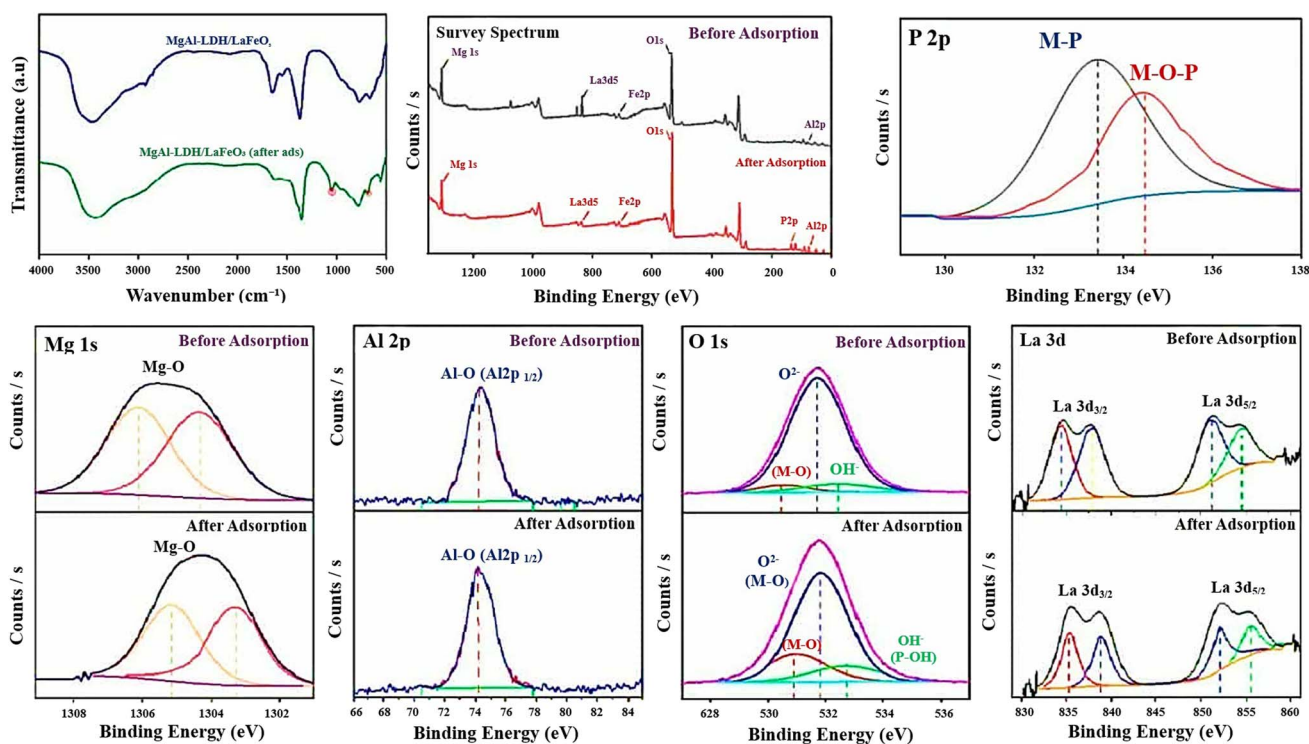 MgAl-LDH/LaFeO₃
MgAl-LDH/LaFeO₃ (after ads)
Transmittance (a.u)
4000 3500 3000 2500 2000 1500 1000 500
Wavenumber (cm⁻¹)
Survey Spectrum
Before Adsorption
Mg 1s
La3d5
Fe2p
O1s
Al2p
After Adsorption
Mg 1s
La3d5
Fe2p
O1s
P2p
Al2p
Counts / s
1200 1000 800 600 400 200 0
Binding Energy (eV)
P 2p
M-P
M-O-P
Counts / s
130 132 134 136 138
Binding Energy (eV)
Mg 1s
Before Adsorption
Mg-O
Counts / s
After Adsorption
Mg-O
Counts / s
1308 1306 1304 1302
Binding Energy (eV)
Al 2p
Before Adsorption
Al-O (Al2p 1/2)
Counts / s
After Adsorption
Al-O (Al2p 1/2)
Counts / s
66 68 70 72 74 76 78 80 82 84
Binding Energy (eV)
O 1s
Before Adsorption
O²⁻
(M-O)
OH⁻
Counts / s
After Adsorption
O²⁻
(M-O)
(M-O)
OH⁻
(P-OH)
Counts / s
628 530 532 534 536
Binding Energy (eV)
La 3d
Before Adsorption
La 3d3/2
La 3d5/2
Counts / s
After Adsorption
La 3d3/2
La 3d5/2
Counts / s
830 835 840 845 850 855 860
Binding Energy (eV)